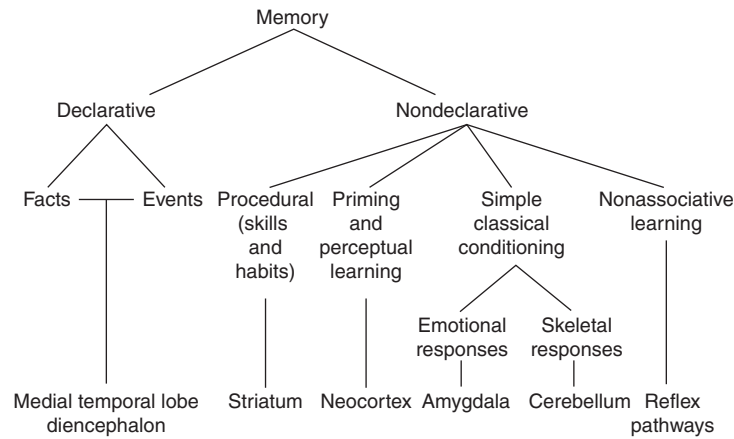 Memory
Declarative
Nondeclarative
Facts
Events
Procedural
(skills
and
habits)
Priming
and
perceptual
learning
Simple
classical
conditioning
Nonassociative
learning
Emotional
responses
Skeletal
responses
Medial temporal lobe
diencephalon
Striatum
Neocortex
Amygdala
Cerebellum
Reflex
pathways